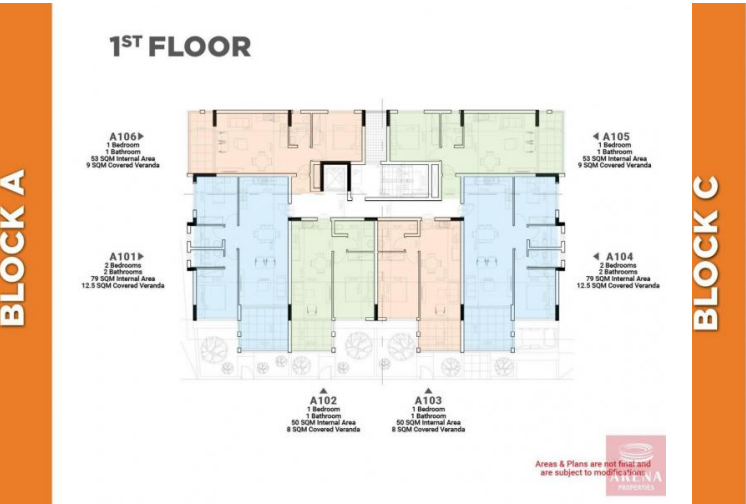 1ST FLOOR
BLOCK A
BLOCK C
A106
1 Bedroom
1 Bathroom
53 SQM Internal Area
9 SQM Covered Veranda
A105
1 Bedroom
1 Bathroom
53 SQM Internal Area
9 SQM Covered Veranda
A101
2 Bedrooms
2 Bathrooms
79 SQM Internal Area
12.5 SQM Covered Veranda
A104
2 Bedrooms
2 Bathrooms
79 SQM Internal Area
12.5 SQM Covered Veranda
A102
1 Bedroom
1 Bathroom
50 SQM Internal Area
8 SQM Covered Veranda
A103
1 Bedroom
1 Bathroom
50 SQM Internal Area
8 SQM Covered Veranda
Areas & Plans are not final and
are subject to modifications
ARENA
PROPERTIES